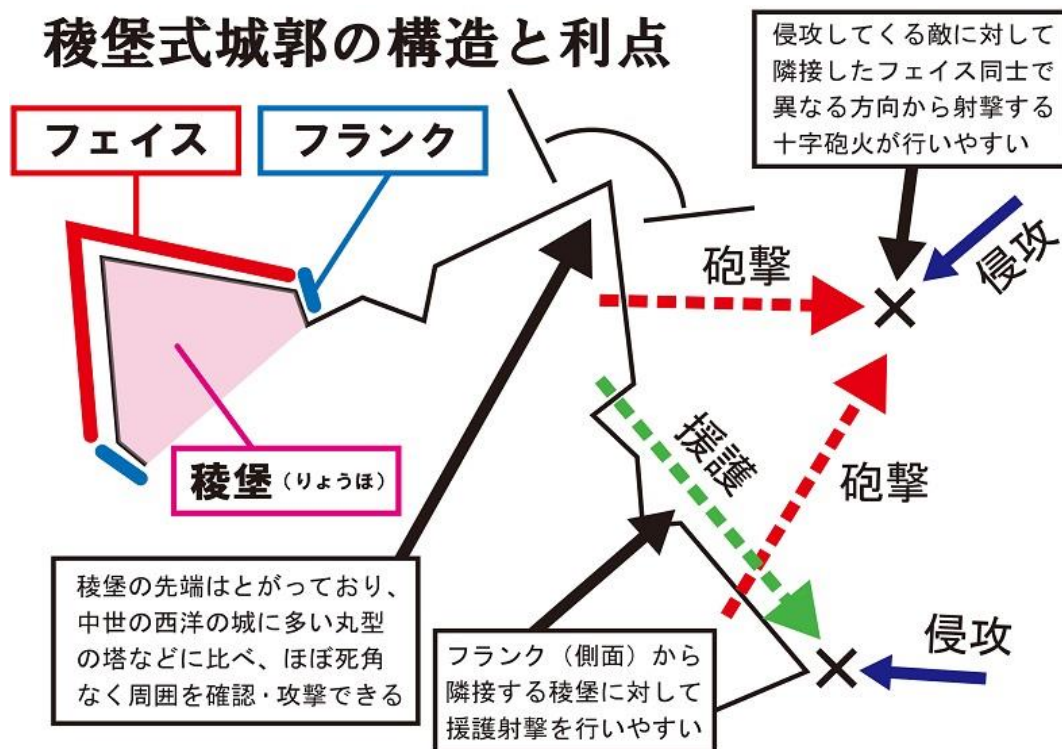 稜堡式城郭の構造と利点
フェイス
フランク
稜堡（りょうほ）
侵攻してくる敵に対して
隣接したフェイス同士で
異なる方向から射撃する
十字砲火が行いやすい
砲撃
侵攻
援護
砲撃
侵攻
稜堡の先端はとがっており、
中世の西洋の城に多い丸型
の塔などに比べ、ほぼ死角
なく周囲を確認・攻撃できる
フランク（側面）から
隣接する稜堡に対して
援護射撃を行いやすい